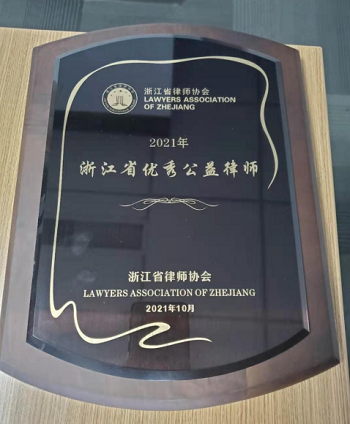 浙江省律师协会
LAWYERS ASSOCIATION
OF ZHEJIANG
2021年
浙江省优秀公益律师
浙江省律师协会
LAWYERS ASSOCIATION OF ZHEJIANG
2021年10月